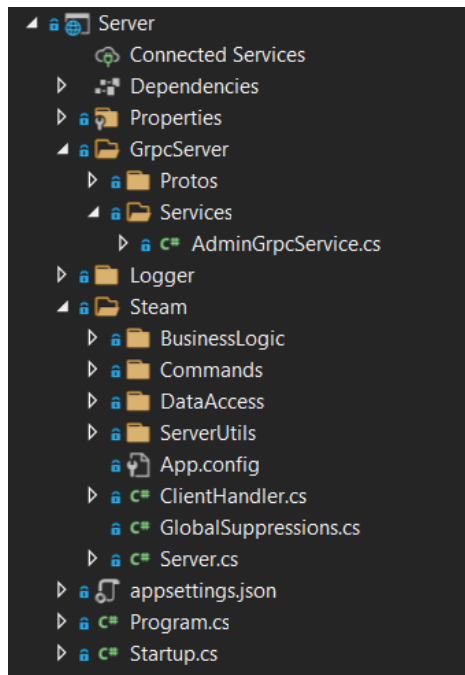 Server
Connected Services
Dependencies
Properties
GrpcServer
Protos
Services
C# AdminGrpcService.cs
Logger
Steam
BusinessLogic
Commands
DataAccess
ServerUtils
App.config
C# ClientHandler.cs
C# GlobalSuppressions.cs
C# Server.cs
appsettings.json
C# Program.cs
C# Startup.cs